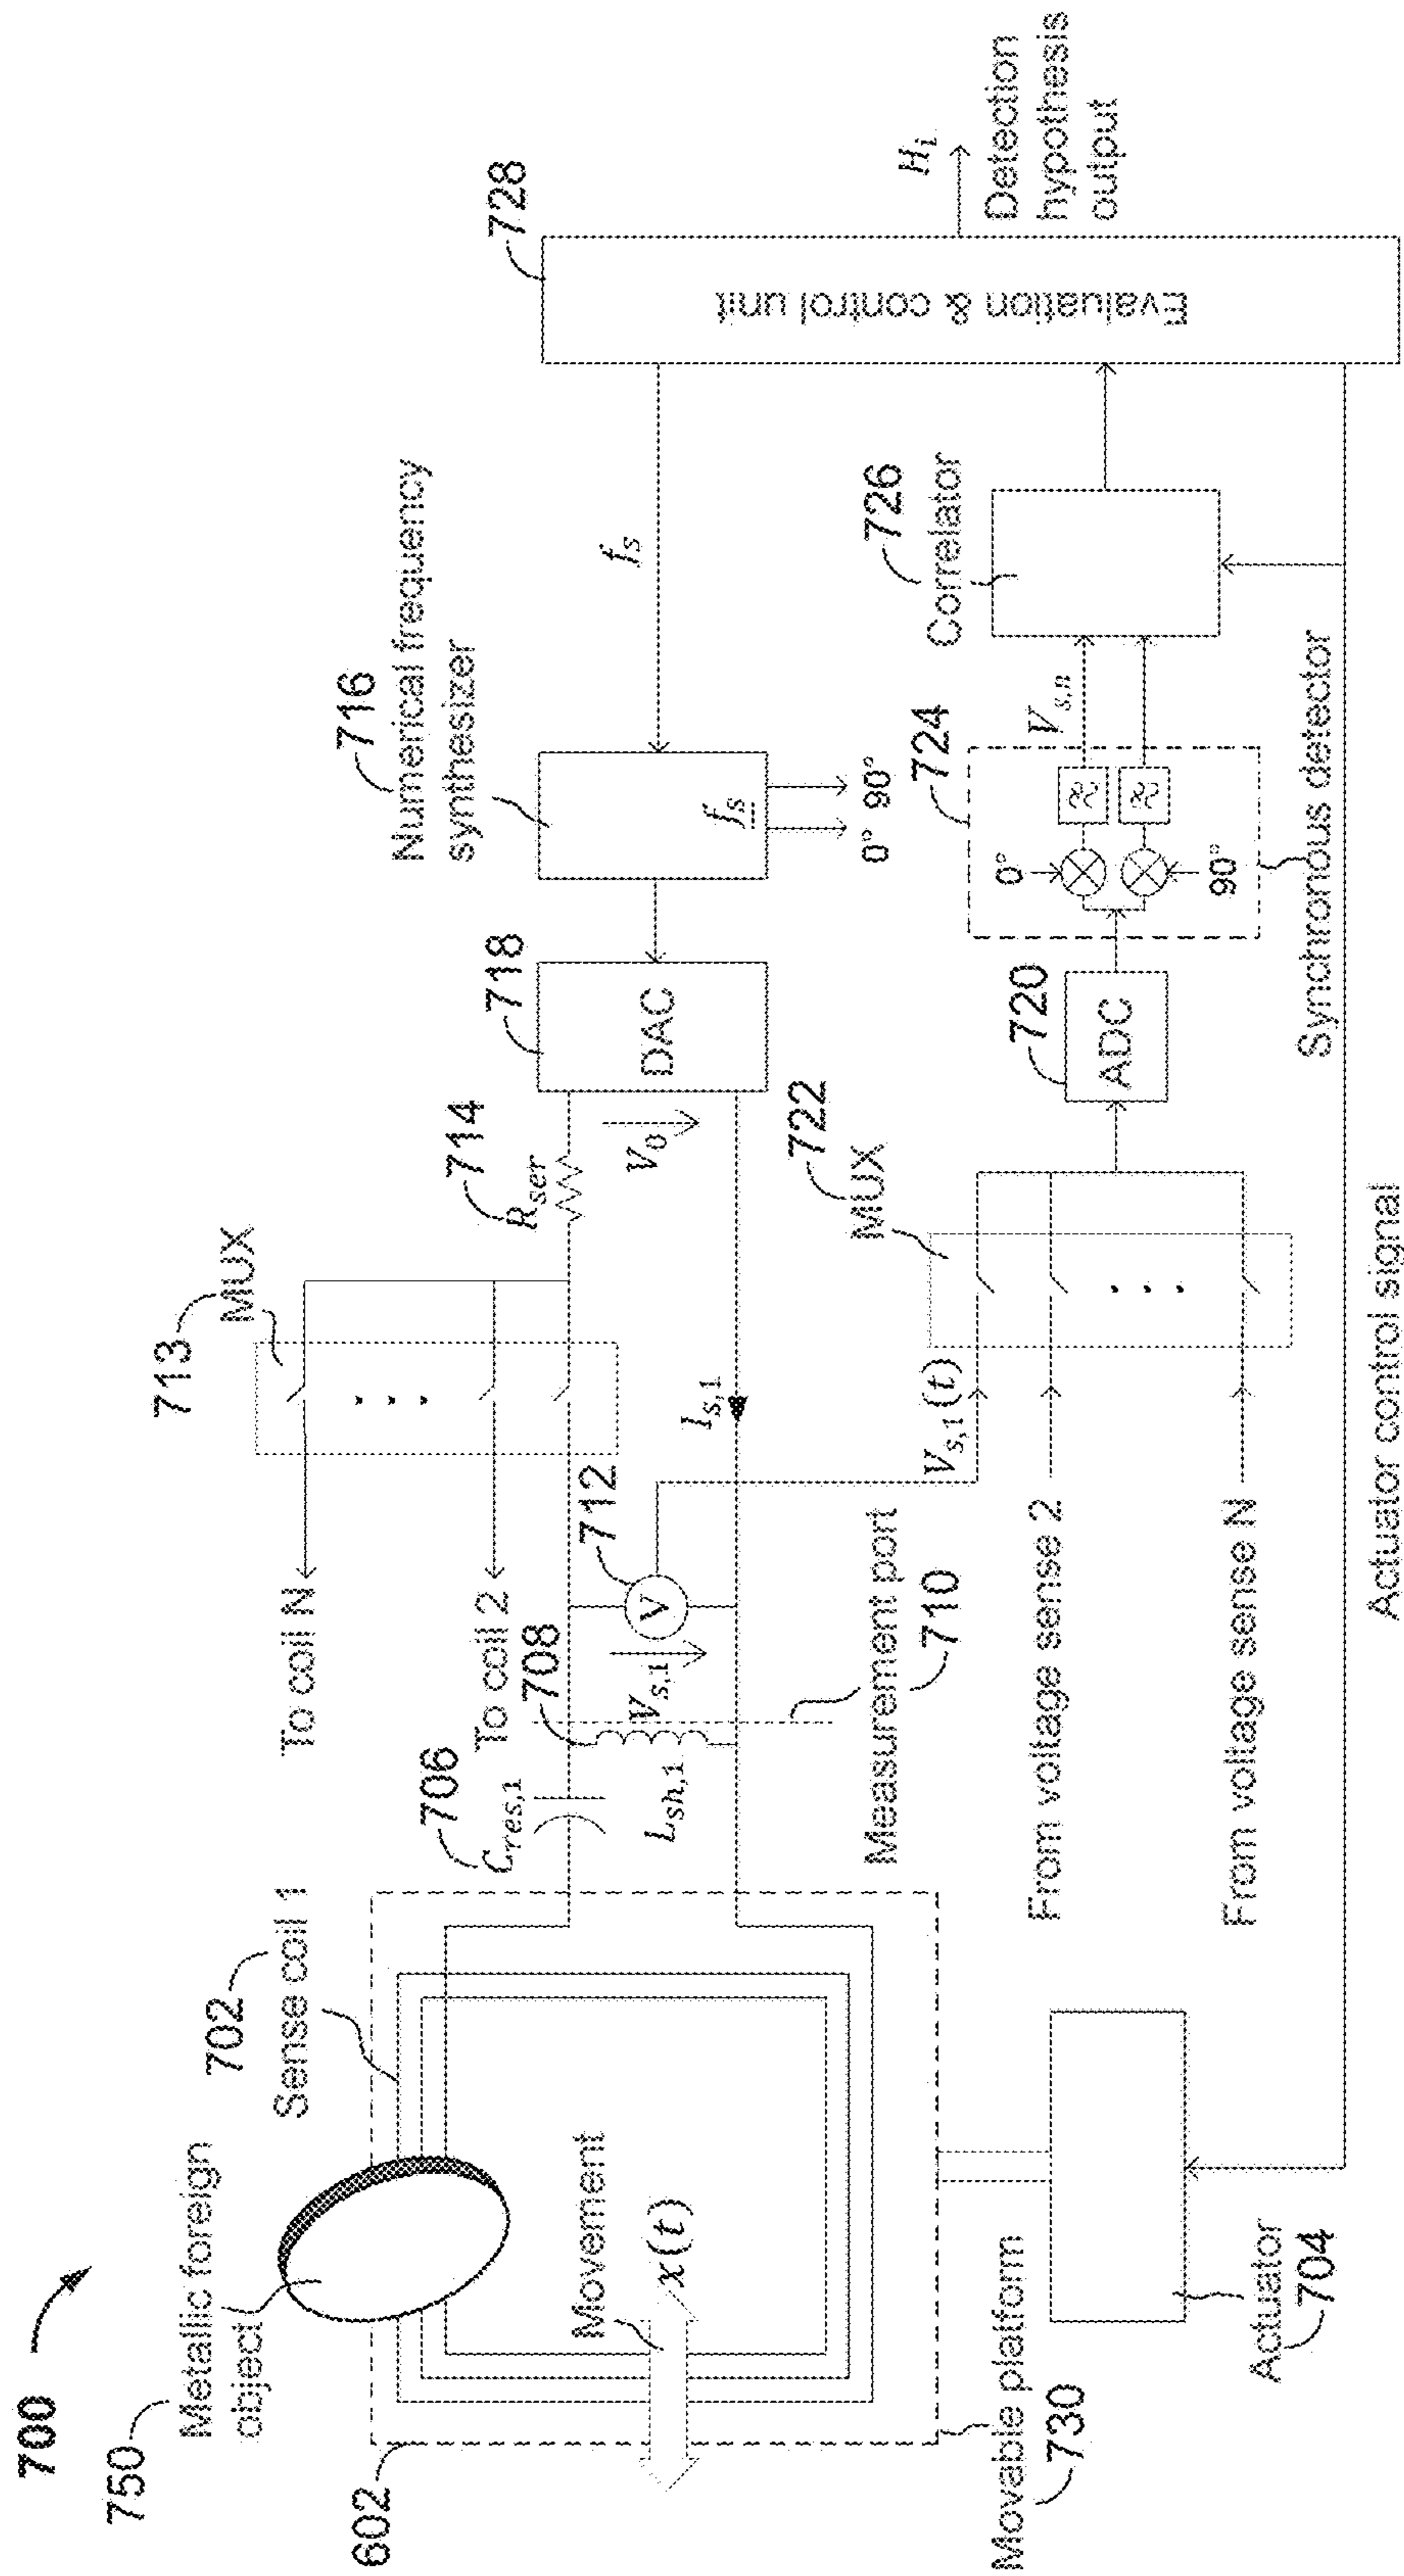 700
750
Metallic foreign
object
702
Sense coil 1
602
Movement
x(t)
Movable platform
730
Actuator
704
706
C_res,1
708
L_sh,1
V_s,1
712
V
Measurement port
710
To coil N
To coil 2
713
MUX
714
R_ser
I_s,1
V_0
718
DAC
716
Numerical frequency
synthesizer
f_s
0° 90°
f_s
728
Evaluation & control unit
H_i
Detection
hypothesis
output
V_s,1(t)
From voltage sense 2
From voltage sense N
722
MUX
720
ADC
724
0°
90°
Synchronous detector
V_s,n
726
Correlator
Actuator control signal